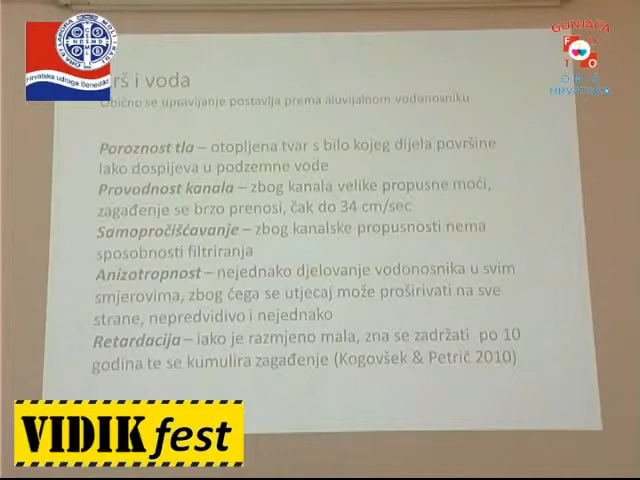 Hrvatska udruga Benedikt
GUNJAČA
FOTO
HRVATSKA
rš i voda
Obično se upravljanje postavlja prema aluvijalnom vodonosniku
Poroznost tla – otopljena tvar s bilo kojeg dijela površine
lako dospijeva u podzemne vode
Provodnost kanala – zbog kanala velike propusne moći,
zagađenje se brzo prenosi, čak do 34 cm/sec
Samopročišćavanje – zbog kanalske propusnosti nema
sposobnosti filtriranja
Anizotropnost – nejednako djelovanje vodonosnika u svim
smjerovima, zbog čega se utjecaj može proširivati na sve
strane, nepredvidivo i nejednako
Retardacija – iako je razmjeno mala, zna se zadržati po 10
godina te se kumulira zagađenje (Kogovšek & Petrič 2010)
VIDIK fest